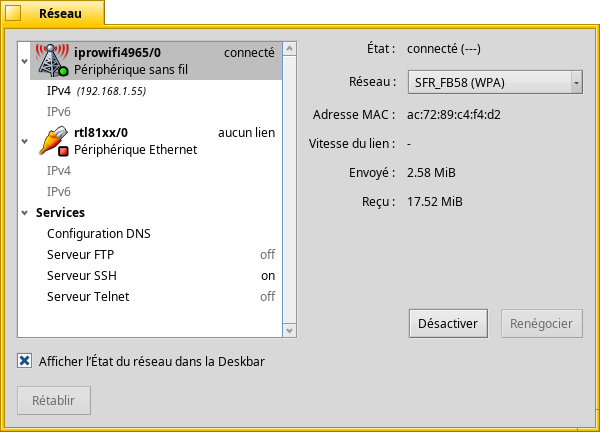 Réseau
iprowifi4965/0 connecté
Périphérique sans fil
IPv4 (192.168.1.55)
IPv6
rtl81xx/0 aucun lien
Périphérique Ethernet
IPv4
IPv6
Services
Configuration DNS
Serveur FTP off
Serveur SSH on
Serveur Telnet off
État : connecté (---)
Réseau : SFR_FB58 (WPA)
Adresse MAC : ac:72:89:c4:f4:d2
Vitesse du lien : -
Envoyé : 2.58 MiB
Reçu : 17.52 MiB
Désactiver Renégocier
Afficher l’État du réseau dans la Deskbar
Rétablir